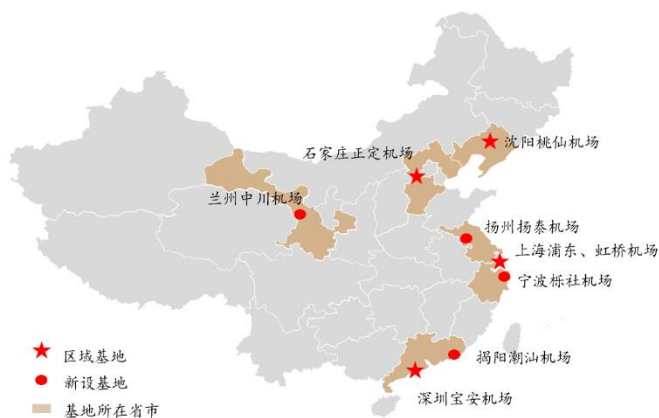 沈阳桃仙机场
石家庄正定机场
兰州中川机场
扬州扬泰机场
上海浦东、虹桥机场
宁波栎社机场
揭阳潮汕机场
深圳宝安机场
区域基地
新设基地
基地所在省市